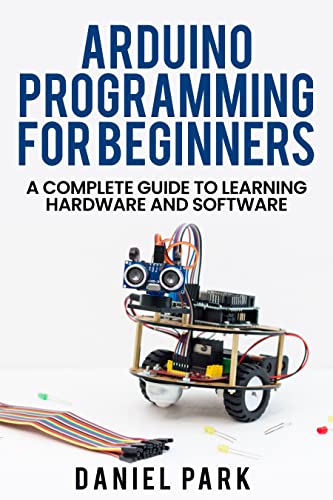 ARDUINO
PROGRAMMING
FOR BEGINNERS
A COMPLETE GUIDE TO LEARNING
HARDWARE AND SOFTWARE
DANIEL PARK